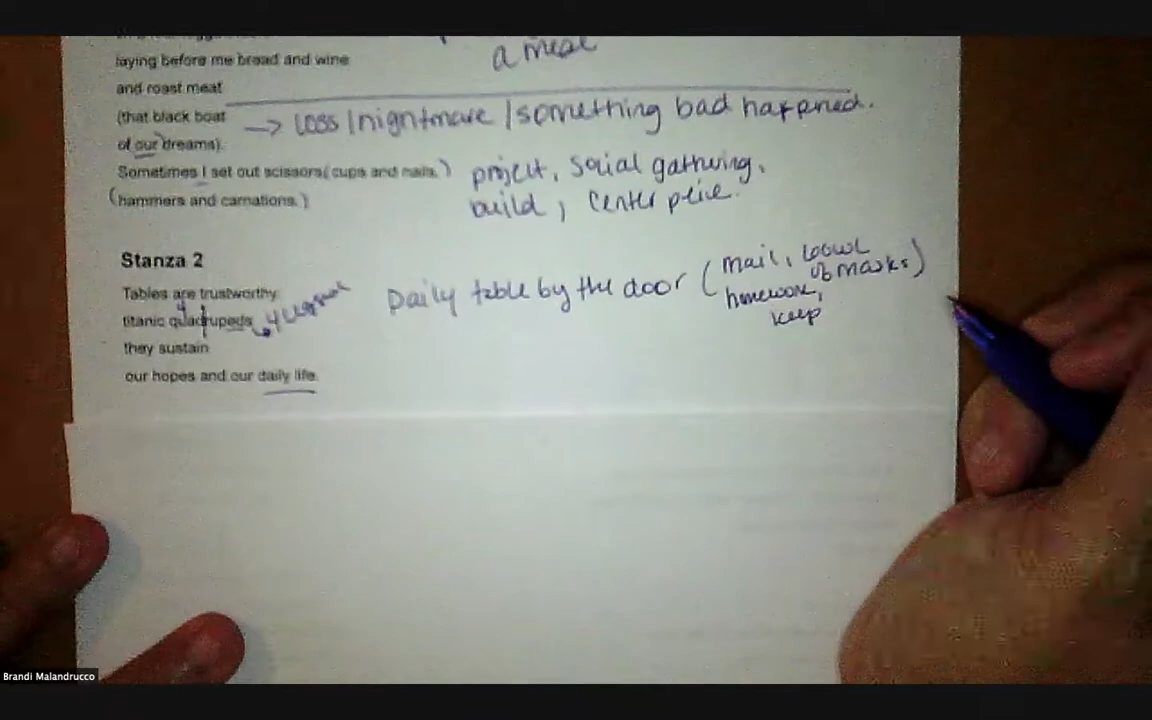 a meal
laying before me bread and wine
and roast meat
(that black boat
of our dreams).
→ Loss/nightmare/something bad happened.
Sometimes I set out scissors (cups and nails,)
(hammers and carnations.)
project, social gathering,
build, center peice.
Stanza 2
Tables are trustworthy:
titanic quadrupeds,
they sustain
our hopes and our daily life.
4
4 legged
Daily table by the door (mail, bowl
of masks)
homework,
keep
Brandi Malandrucco